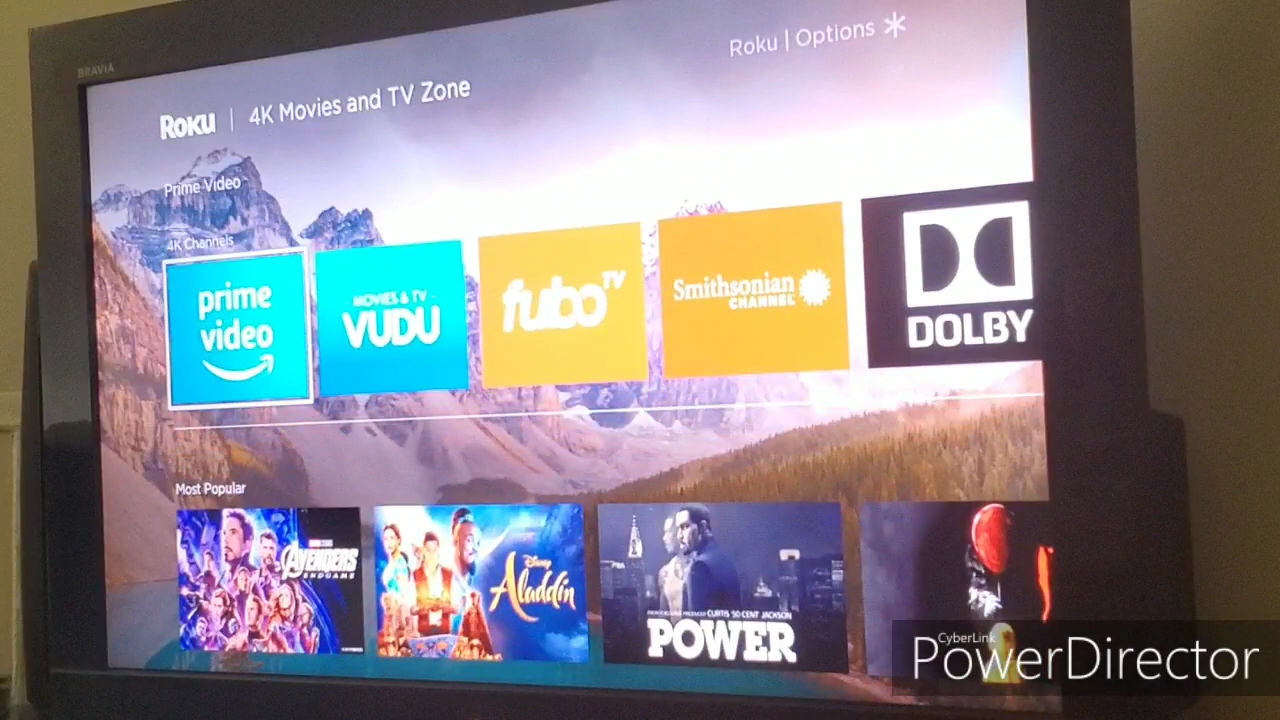 BRAVIA
Roku | Options *
Roku | 4K Movies and TV Zone
Prime Video
4K Channels
prime
video
MOVIES & TV
VUDU
fuboTV
Smithsonian
CHANNEL
DOLBY
Most Popular
AVENGERS
ENDGAME
Disney
Aladdin
CURTIS '50 CENT' JACKSON
POWER
CyberLink
PowerDirector